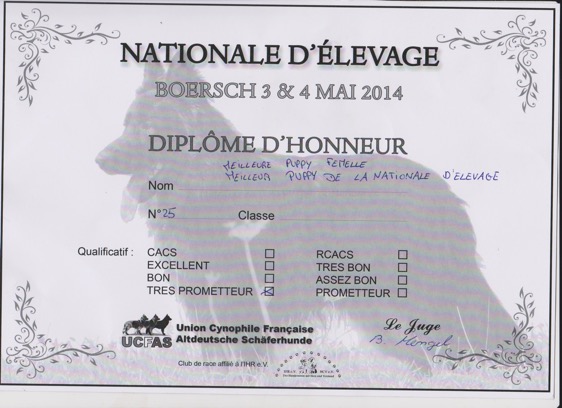 NATIONALE D'ÉLEVAGE
BOERSCH 3 & 4 MAI 2014
DIPLÔME D'HONNEUR
MEILLEURE PUPPY FEMELLE
MEILLEUR PUPPY DE LA NATIONALE D'ELEVAGE
Nom
N° 25 Classe
Qualificatif : CACS RCACS
EXCELLENT TRES BON
BON ASSEZ BON
TRES PROMETTEUR PROMETTEUR
UCFAS Union Cynophile Française
Altdeutsche Schäferhunde
Le Juge
Club de race affilié à l'IHR e.V.